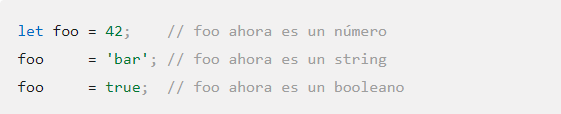 let foo = 42;    // foo ahora es un número
foo     = 'bar'; // foo ahora es un string
foo     = true;  // foo ahora es un booleano